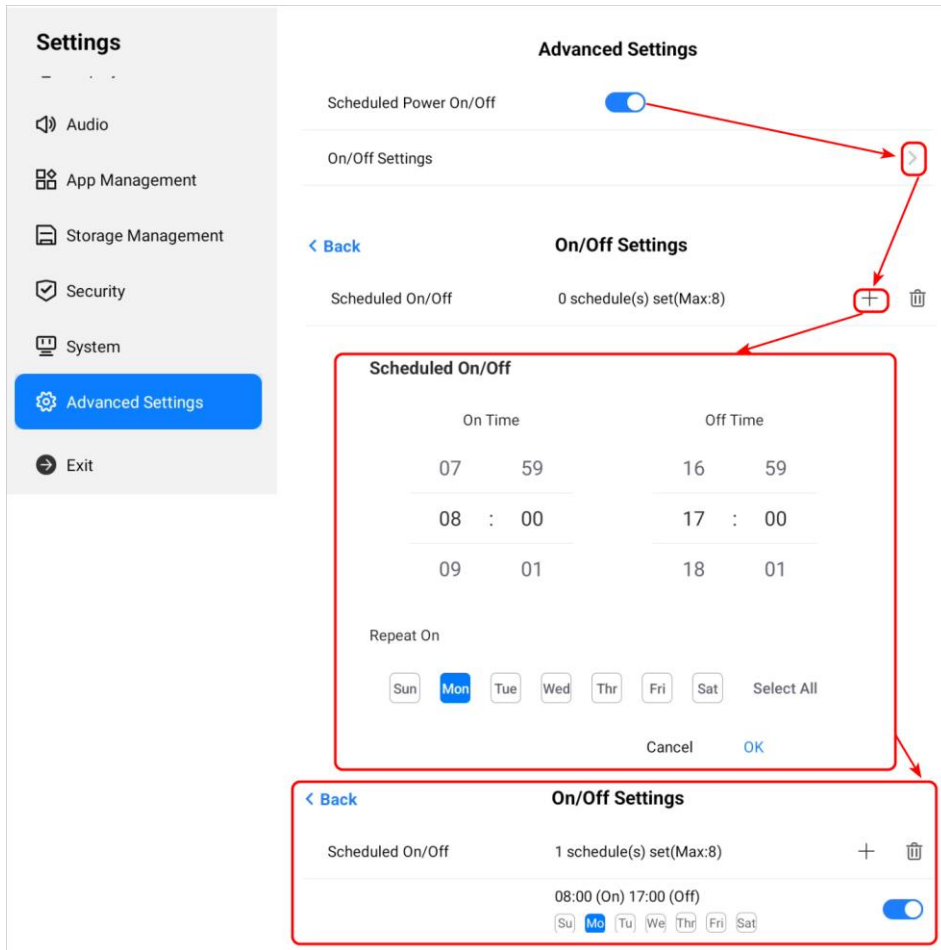 Settings
Audio
App Management
Storage Management
Security
System
Advanced Settings
Exit
Advanced Settings
Scheduled Power On/Off
On/Off Settings
< Back On/Off Settings
Scheduled On/Off 0 schedule(s) set(Max:8)
Scheduled On/Off
On Time Off Time
07 59 16 59
08 : 00 17 : 00
09 01 18 01
Repeat On
Sun Mon Tue Wed Thr Fri Sat Select All
Cancel OK
< Back On/Off Settings
Scheduled On/Off 1 schedule(s) set(Max:8)
08:00 (On) 17:00 (Off)
Su Mo Tu We Thr Fri Sat